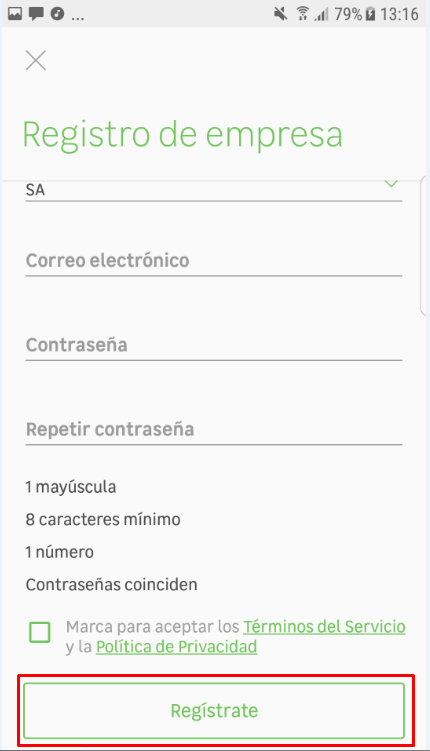 ... 79% 13:16
Registro de empresa
SA
Correo electrónico
Contraseña
Repetir contraseña
1 mayúscula
8 caracteres mínimo
1 número
Contraseñas coinciden
Marca para aceptar los Términos del Servicio
y la Política de Privacidad
Regístrate